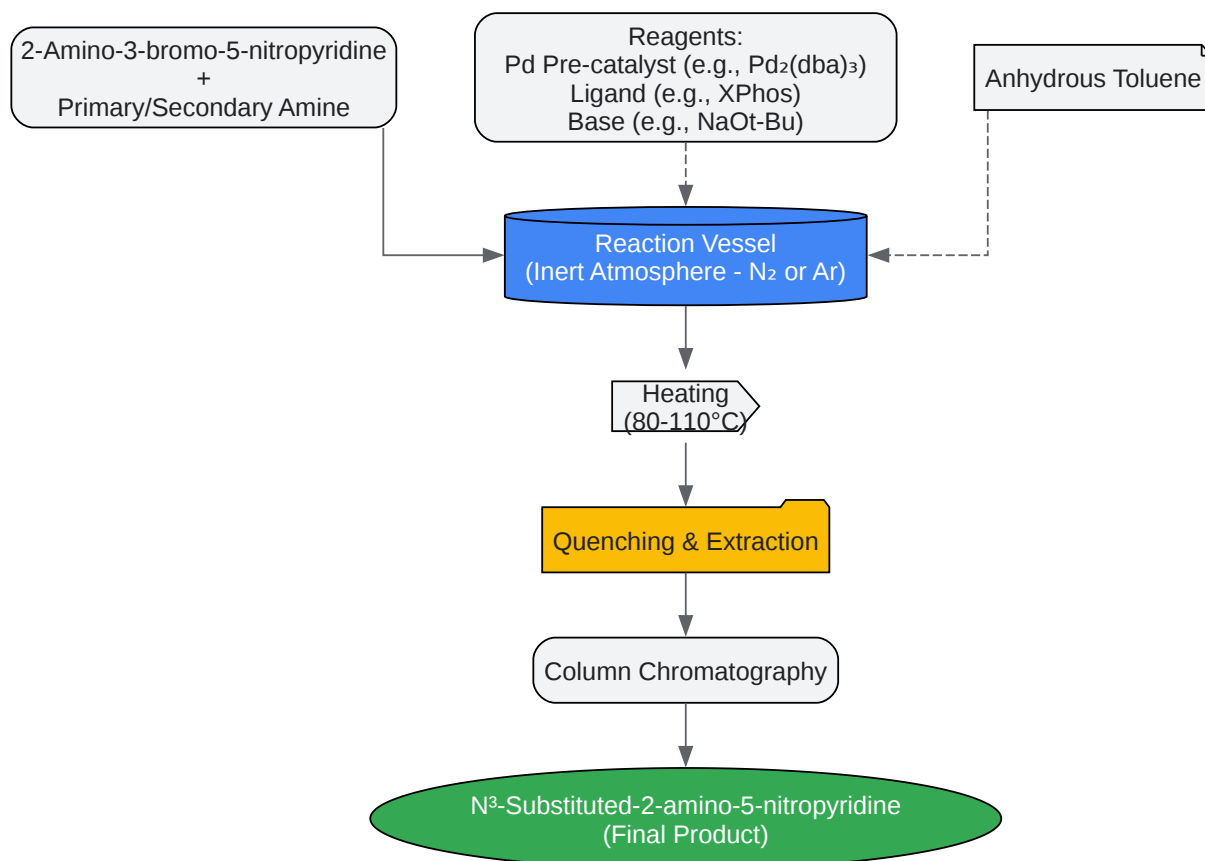 2-Amino-3-bromo-5-nitropyridine
+
Primary/Secondary Amine
Reagents:
Pd Pre-catalyst (e.g., Pd₂(dba)₃)
Ligand (e.g., XPhos)
Base (e.g., NaOt-Bu)
Anhydrous Toluene
Reaction Vessel
(Inert Atmosphere - N₂ or Ar)
Heating
(80-110°C)
Quenching & Extraction
Column Chromatography
N³-Substituted-2-amino-5-nitropyridine
(Final Product)